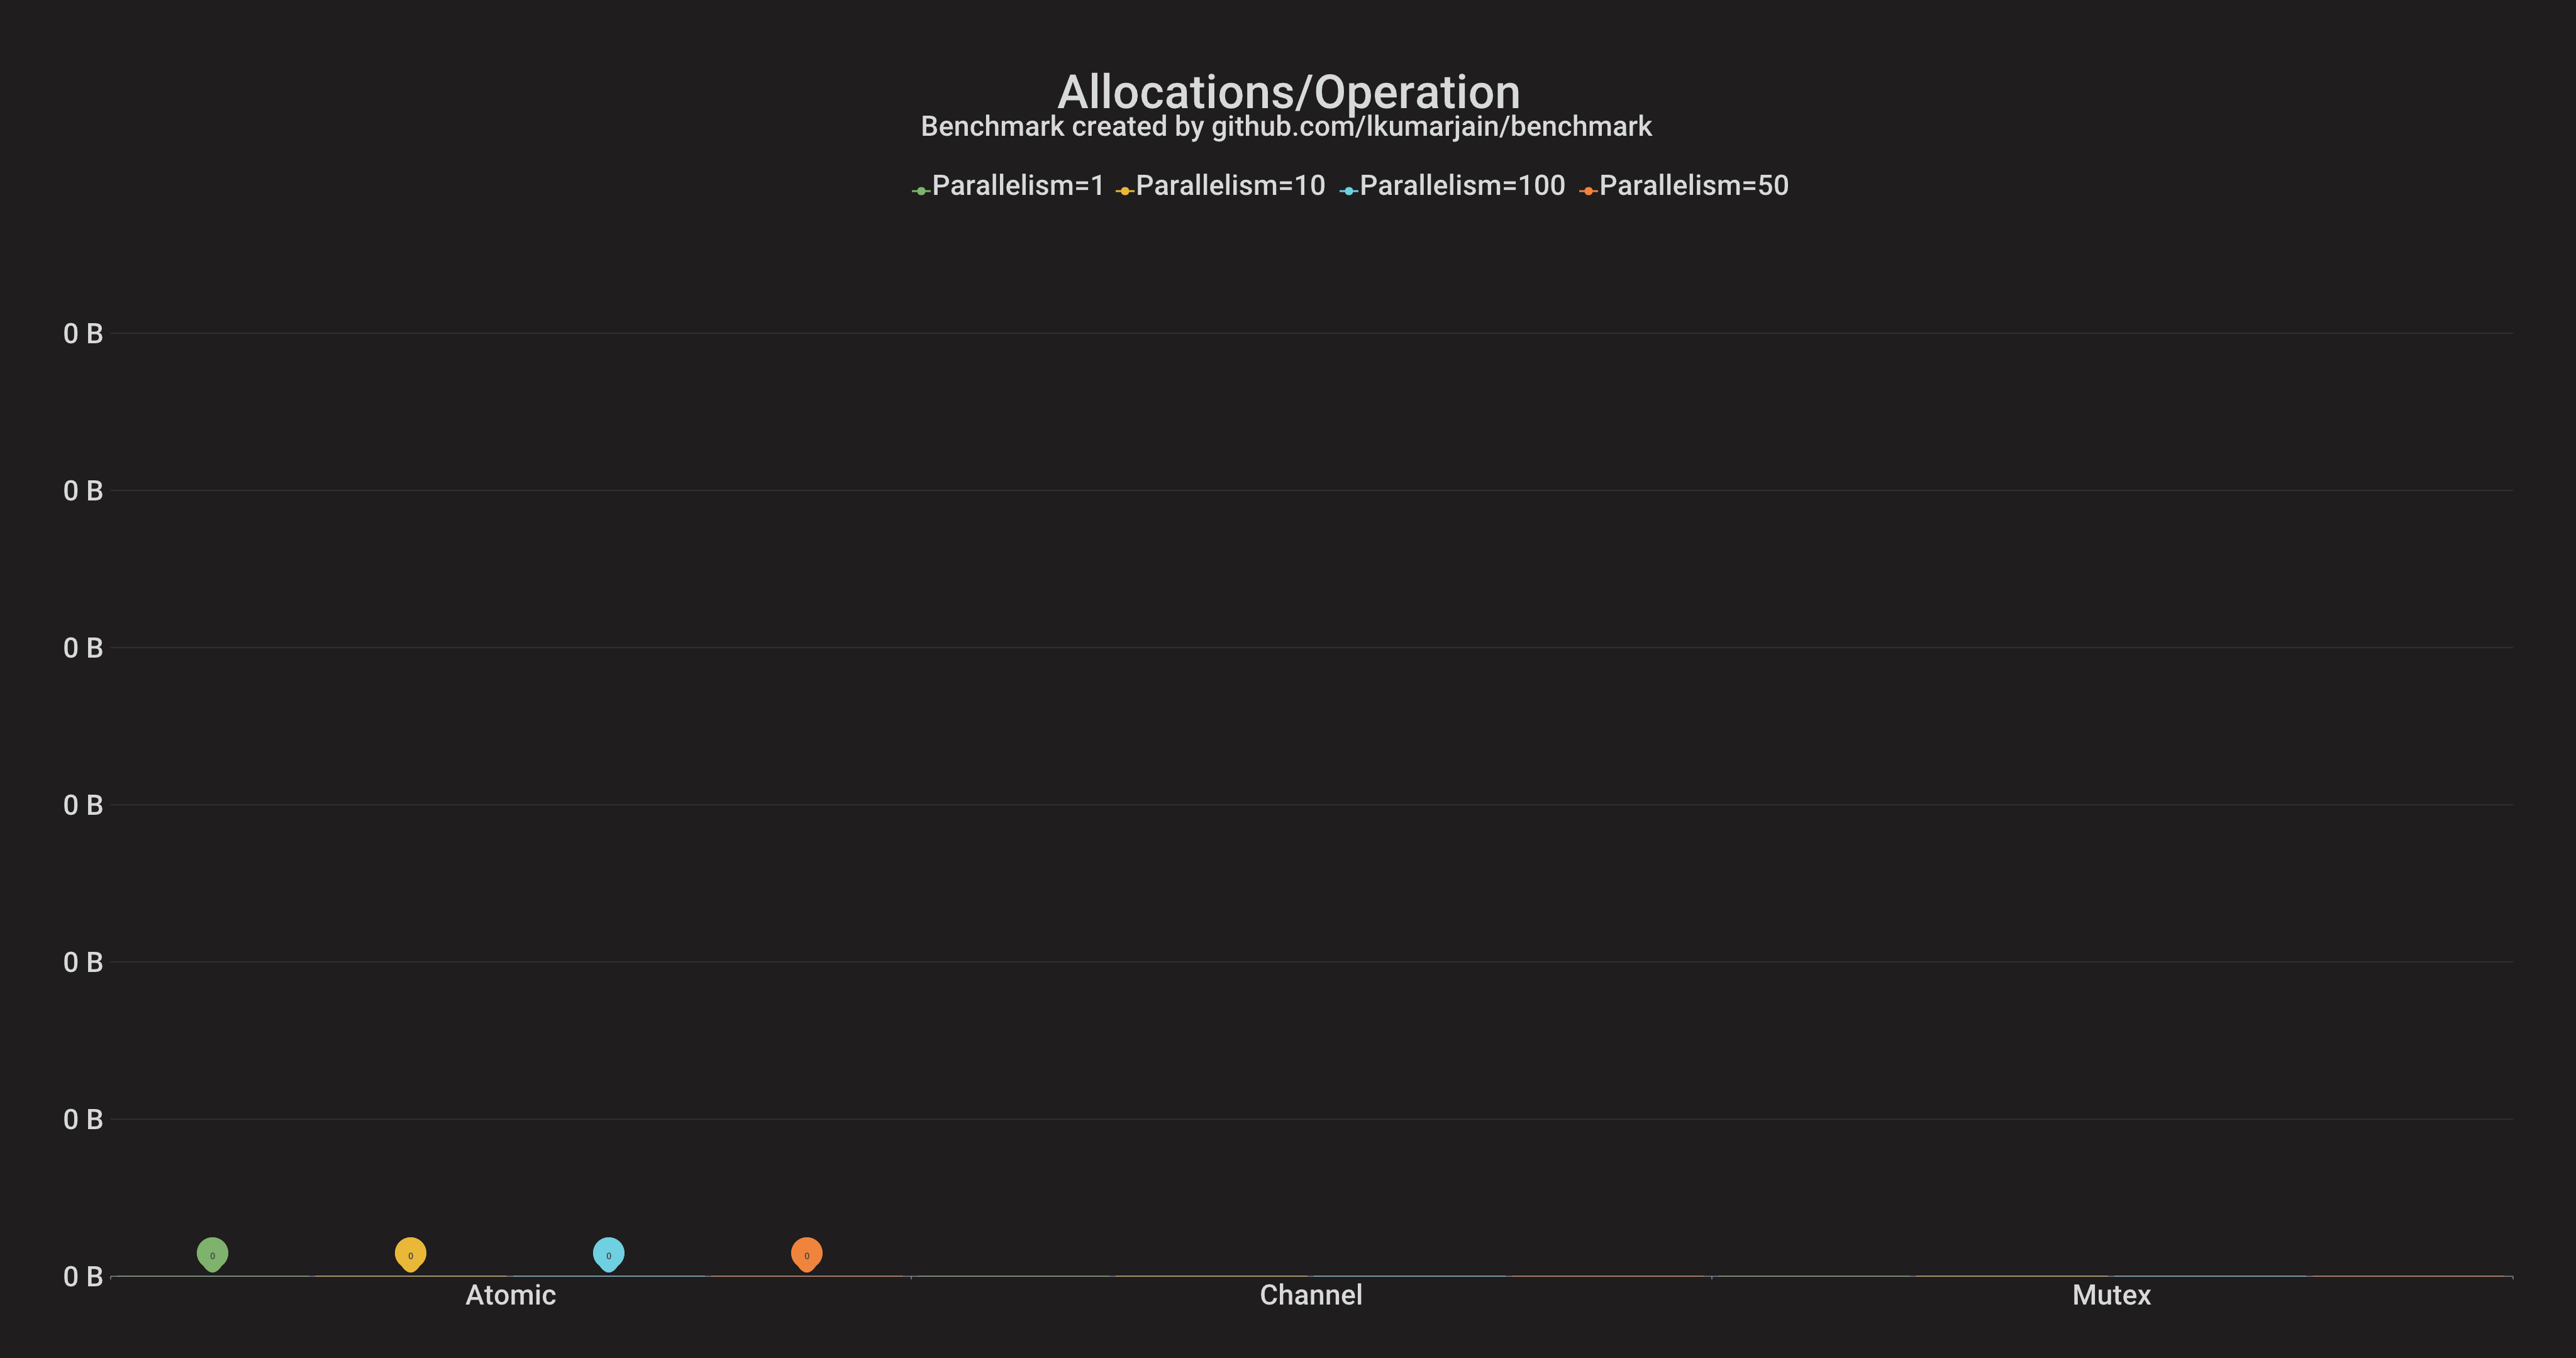 Allocations/Operation
Benchmark created by github.com/lkumarjain/benchmark
Parallelism=1 Parallelism=10 Parallelism=100 Parallelism=50
0 B
0 B
0 B
0 B
0 B
0 B
0 0 0 0
0 B
Atomic Channel Mutex